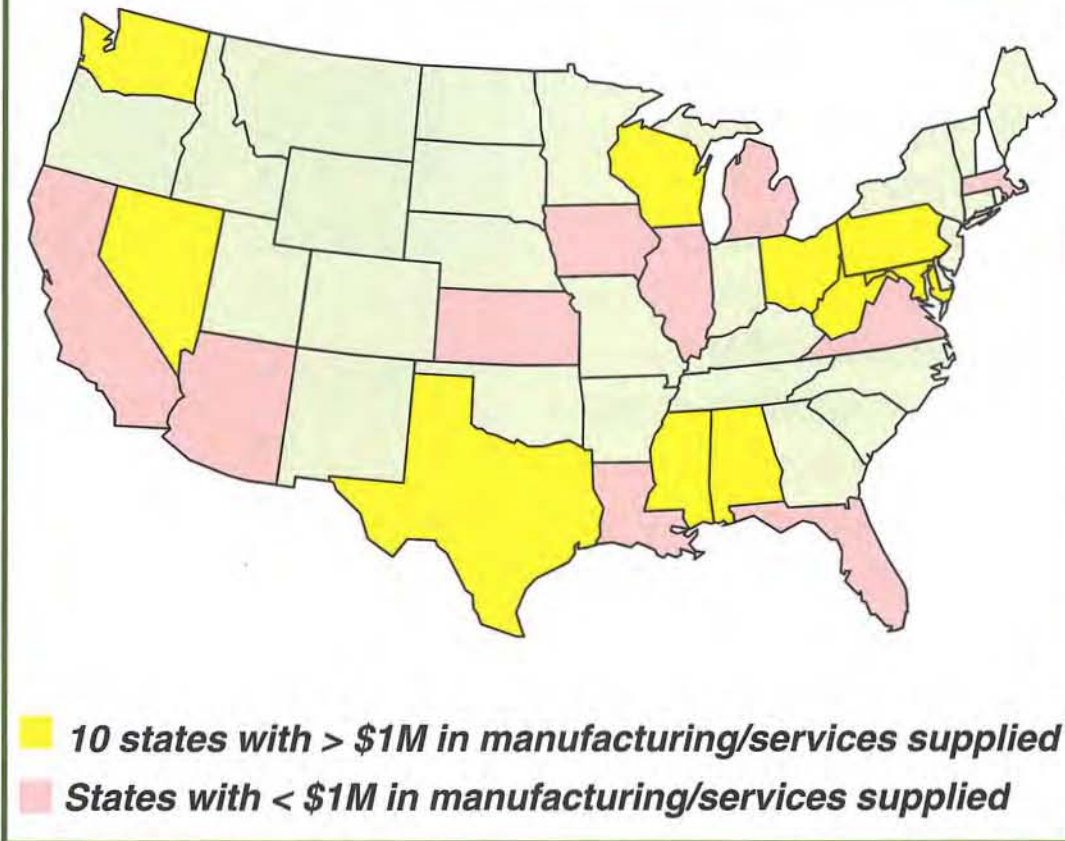 10 states with > $1M in manufacturing/services supplied
States with < $1M in manufacturing/services supplied